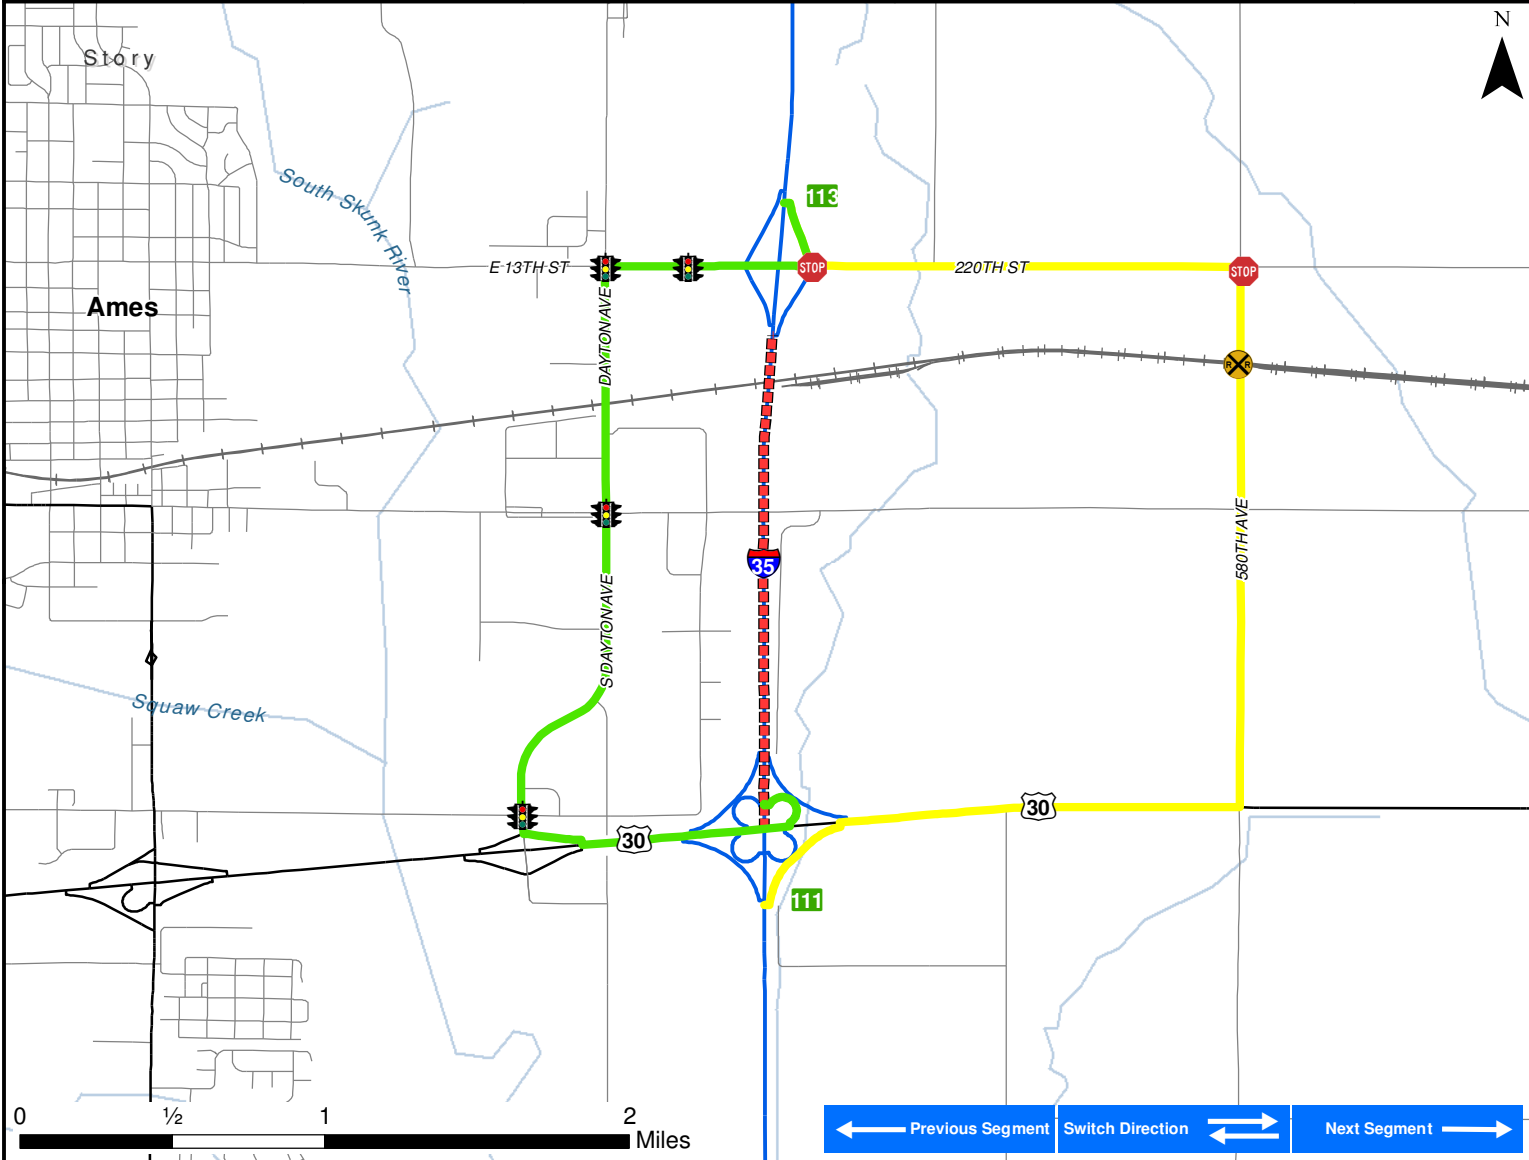 N
Story
113
South Skunk River
E 13TH ST
STOP
220TH ST
STOP
Ames
DAYTON AVE
R R
580TH AVE
35
S DAYTON AVE
Squaw Creek
30
30
111
0 ½ 1 2
Miles
Previous Segment
Switch Direction
Next Segment